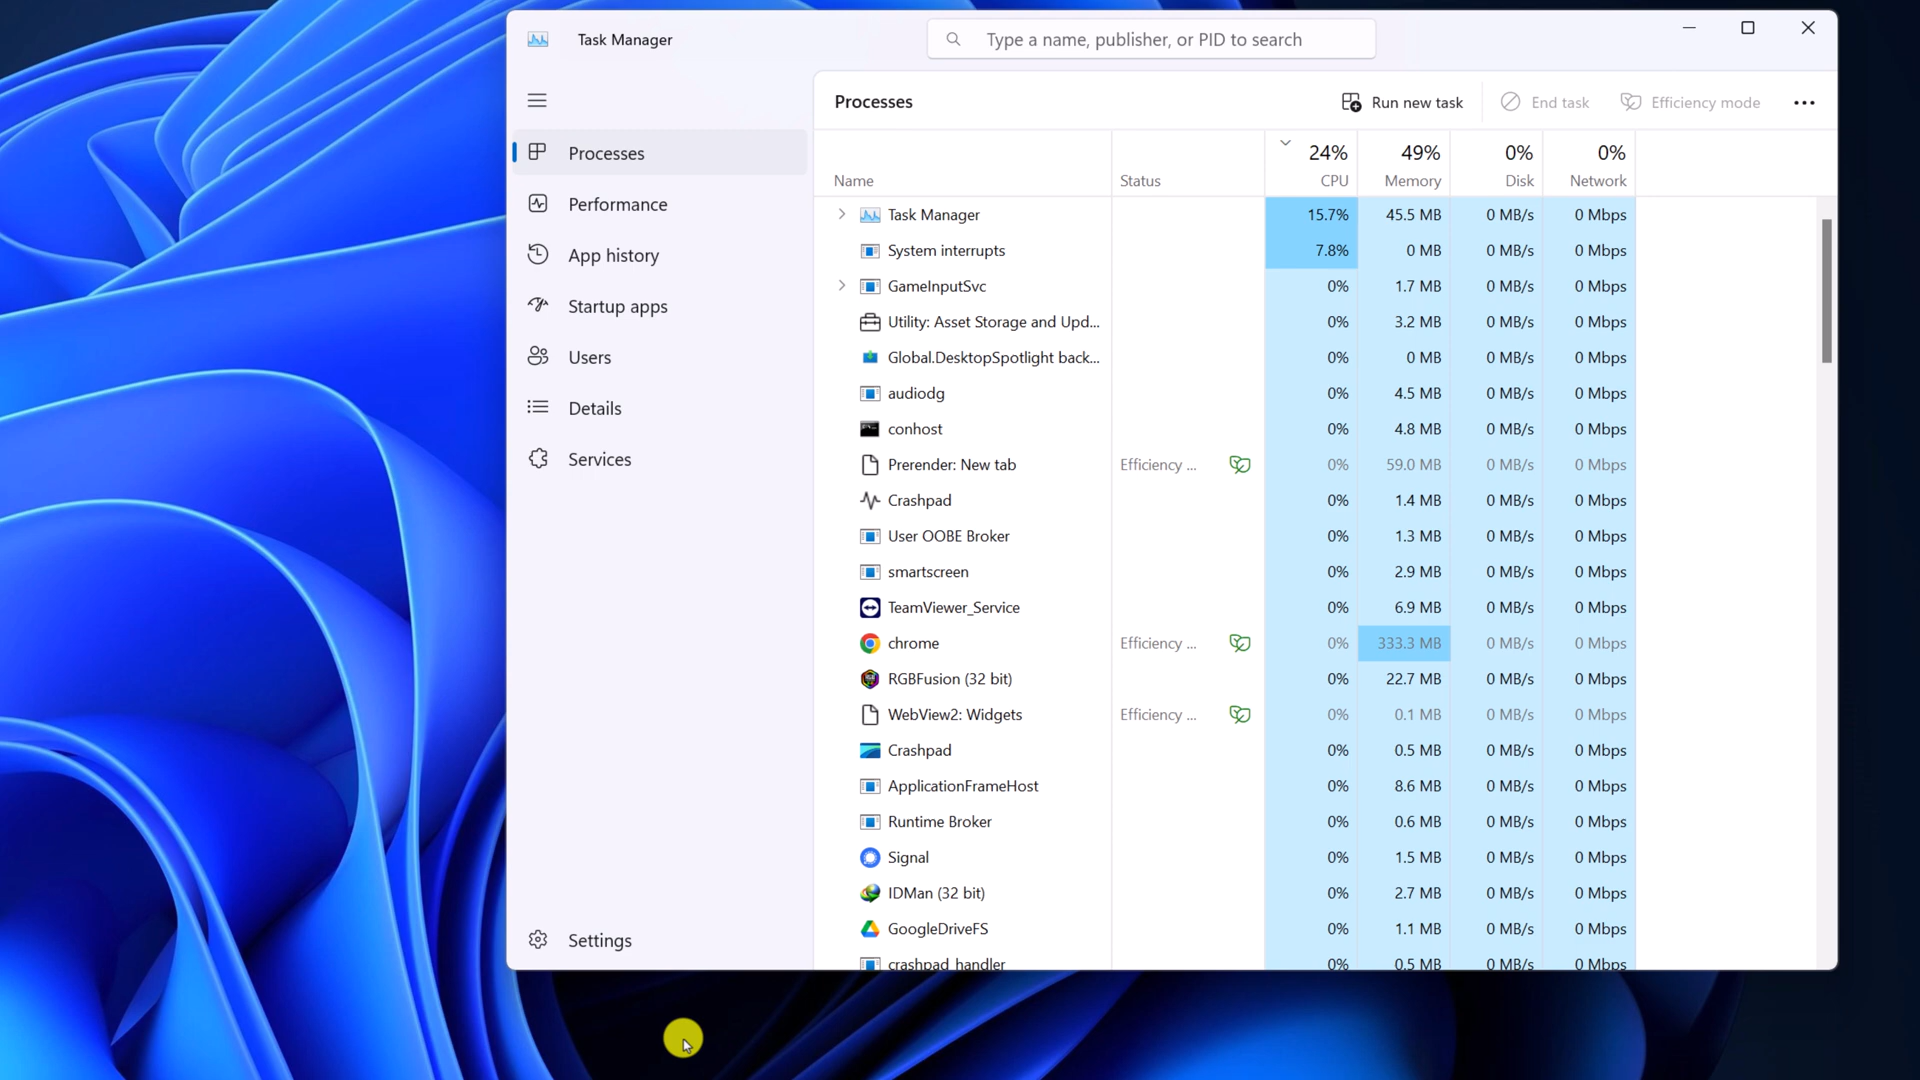 Task Manager
Type a name, publisher, or PID to search
Processes
Run new task
End task
Efficiency mode
Processes
Performance
App history
Startup apps
Users
Details
Services
Settings
24% 49% 0% 0%
Name Status CPU Memory Disk Network
Task Manager 15.7% 45.5 MB 0 MB/s 0 Mbps
System interrupts 7.8% 0 MB 0 MB/s 0 Mbps
GameInputSvc 0% 1.7 MB 0 MB/s 0 Mbps
Utility: Asset Storage and Upd... 0% 3.2 MB 0 MB/s 0 Mbps
Global.DesktopSpotlight back... 0% 0 MB 0 MB/s 0 Mbps
audiodg 0% 4.5 MB 0 MB/s 0 Mbps
conhost 0% 4.8 MB 0 MB/s 0 Mbps
Prerender: New tab Efficiency ... 0% 59.0 MB 0 MB/s 0 Mbps
Crashpad 0% 1.4 MB 0 MB/s 0 Mbps
User OOBE Broker 0% 1.3 MB 0 MB/s 0 Mbps
smartscreen 0% 2.9 MB 0 MB/s 0 Mbps
TeamViewer_Service 0% 6.9 MB 0 MB/s 0 Mbps
chrome Efficiency ... 0% 333.3 MB 0 MB/s 0 Mbps
RGBFusion (32 bit) 0% 22.7 MB 0 MB/s 0 Mbps
WebView2: Widgets Efficiency ... 0% 0.1 MB 0 MB/s 0 Mbps
Crashpad 0% 0.5 MB 0 MB/s 0 Mbps
ApplicationFrameHost 0% 8.6 MB 0 MB/s 0 Mbps
Runtime Broker 0% 0.6 MB 0 MB/s 0 Mbps
Signal 0% 1.5 MB 0 MB/s 0 Mbps
IDMan (32 bit) 0% 2.7 MB 0 MB/s 0 Mbps
GoogleDriveFS 0% 1.1 MB 0 MB/s 0 Mbps
crashpad_handler 0% 0.5 MB 0 MB/s 0 Mbps